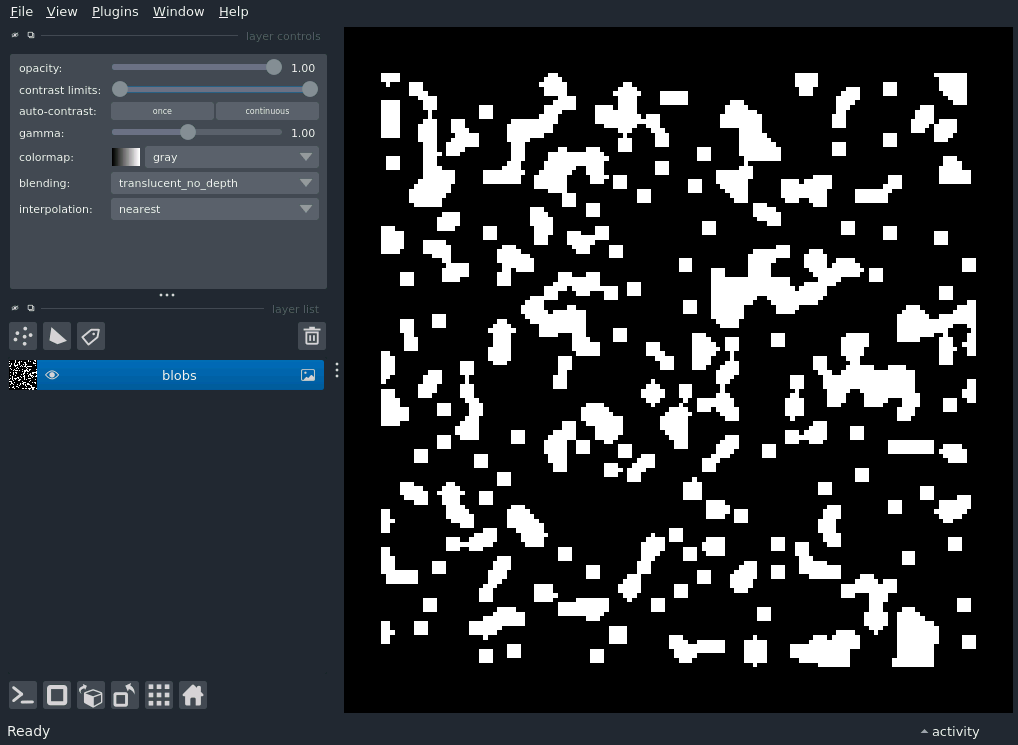 File View Plugins Window Help
layer controls
opacity: 1.00
contrast limits:
auto-contrast: once continuous
gamma: 1.00
colormap: gray
blending: translucent_no_depth
interpolation: nearest
layer list
blobs
Ready activity